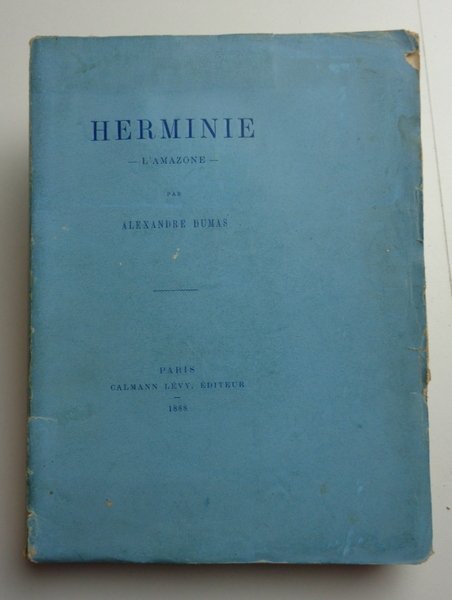 HERMINIE
— L'AMAZONE —
PAR
ALEXANDRE DUMAS
PARIS
CALMANN LÉVY, ÉDITEUR
1888